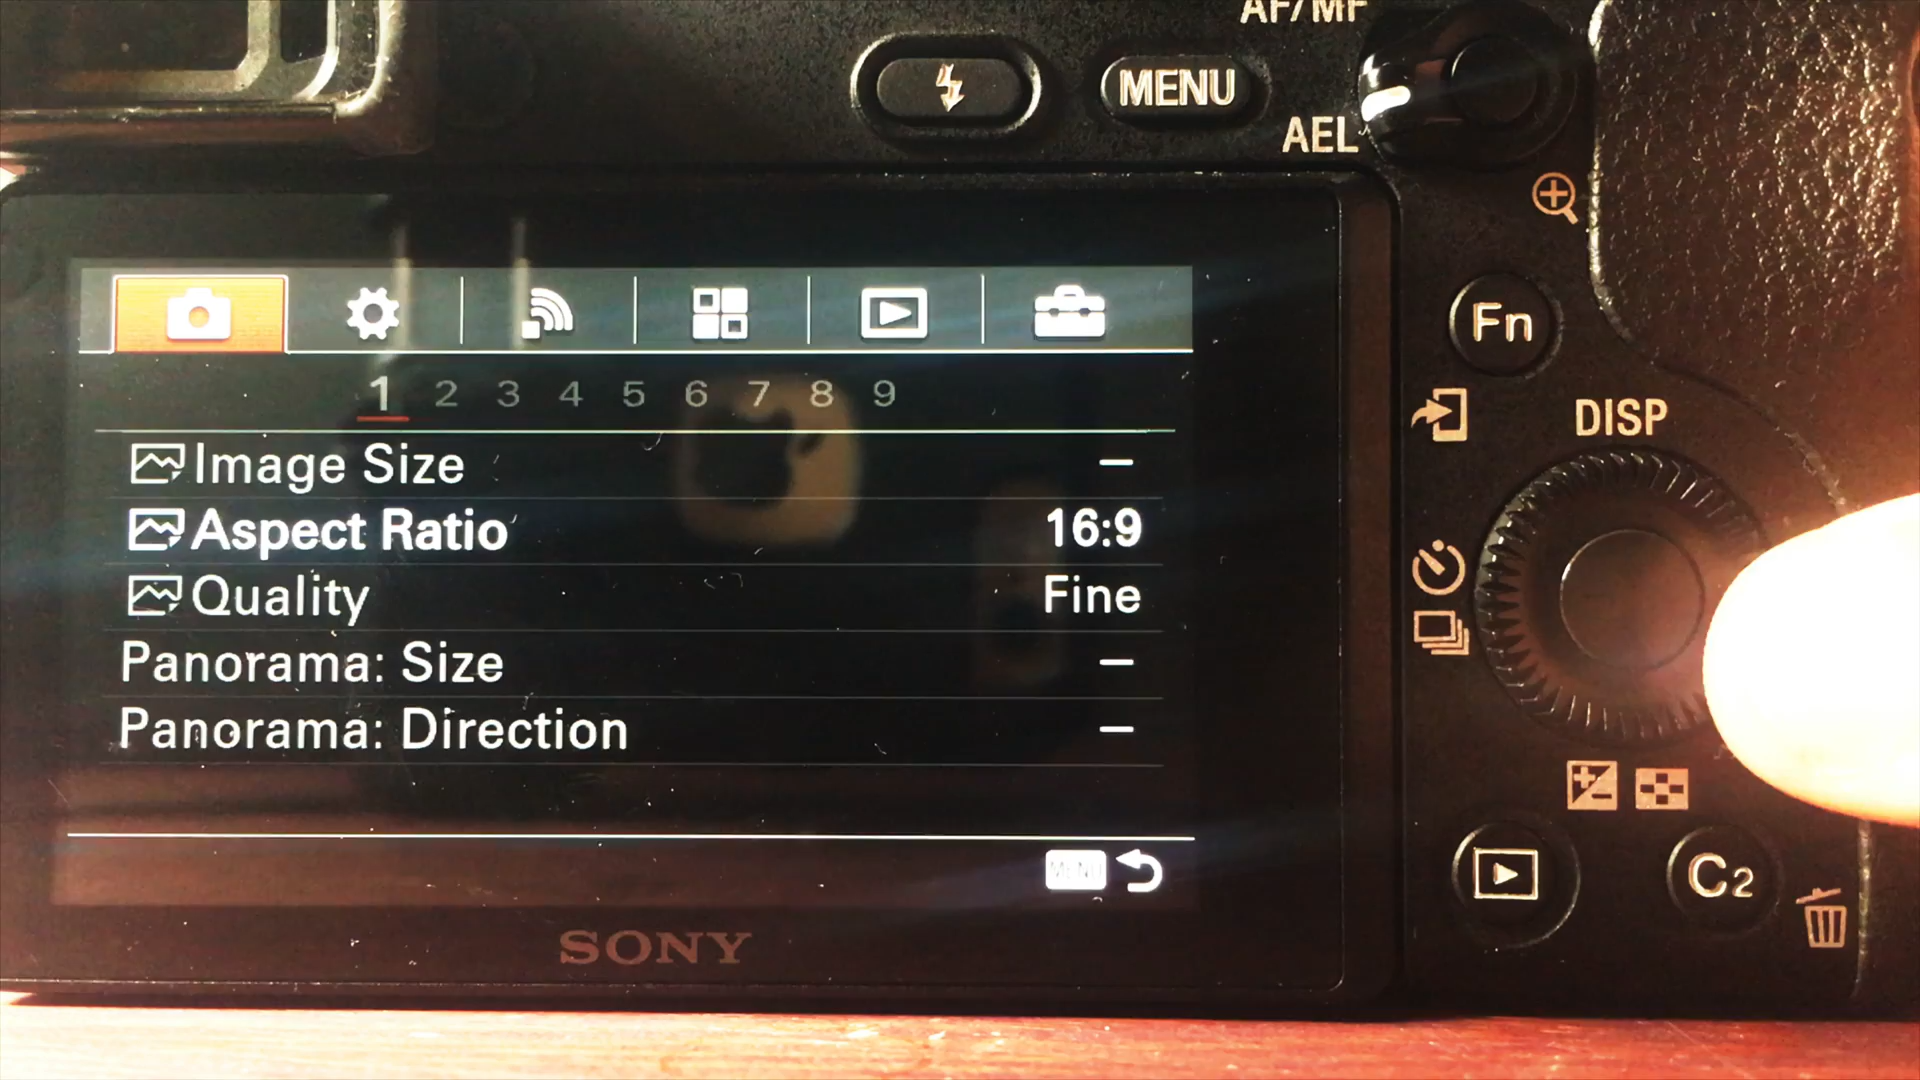 AF/MF
MENU
AEL
1 2 3 4 5 6 7 8 9
Image Size –
Aspect Ratio 16:9
Quality Fine
Panorama: Size –
Panorama: Direction –
MENU
SONY
Fn
DISP
C2